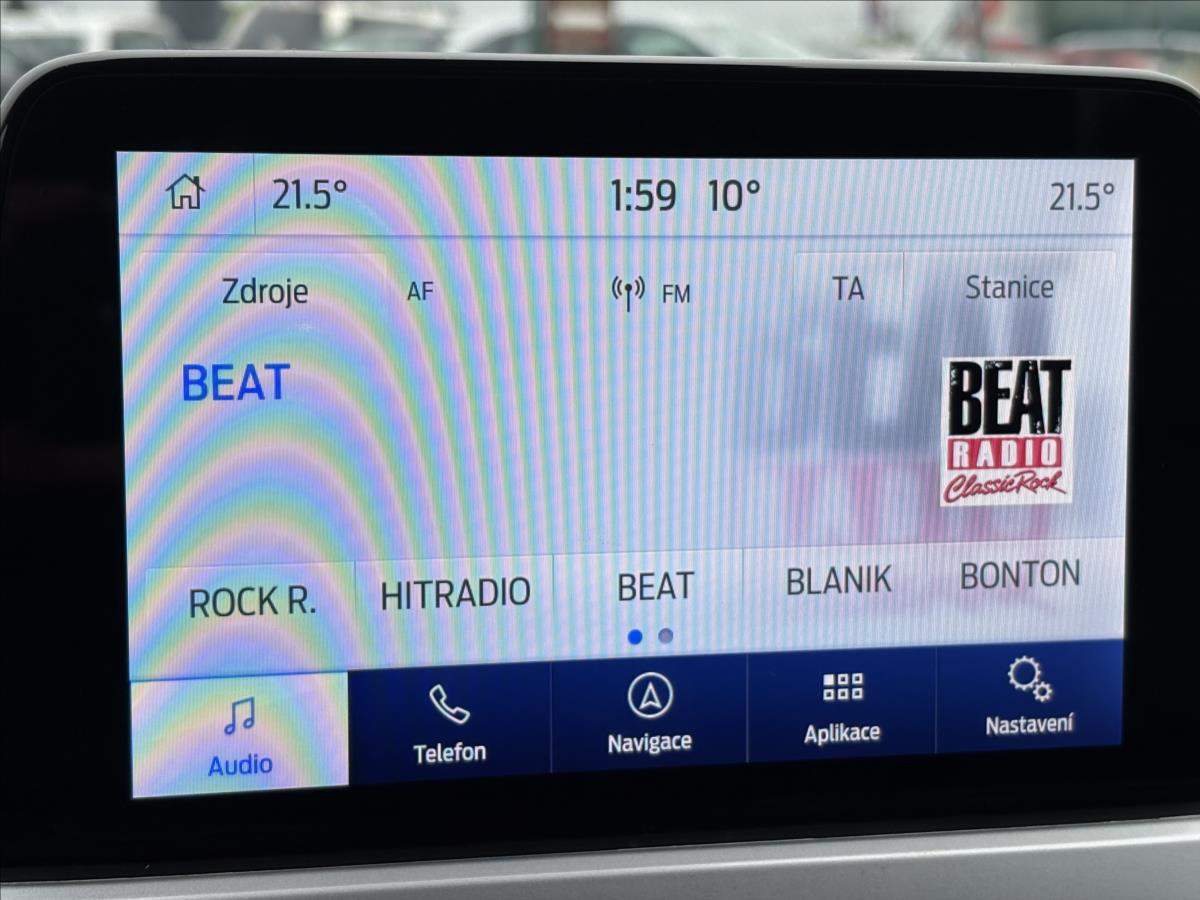 21.5° 1:59 10° 21.5°
Zdroje AF FM TA Stanice
BEAT
BEAT
RADIO
ClassicRock
ROCK R. HITRADIO BEAT BLANIK BONTON
Audio Telefon Navigace Aplikace Nastavení